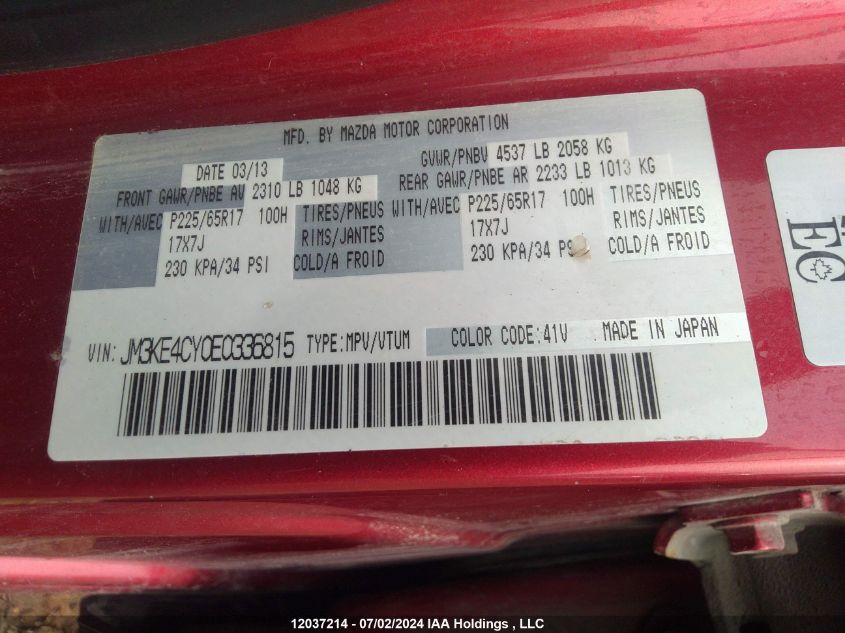 MFD. BY MAZDA MOTOR CORPORATION
DATE 03/13 GVWR/PNBV 4537 LB 2058 KG
FRONT GAWR/PNBE AV 2310 LB 1048 KG REAR GAWR/PNBE AR 2233 LB 1013 KG
WITH/AVEC P225/65R17 100H TIRES/PNEUS WITH/AVEC P225/65R17 100H TIRES/PNEUS
17X7J RIMS/JANTES 17X7J RIMS/JANTES
230 KPA/34 PSI COLD/A FROID 230 KPA/34 PSI COLD/A FROID
VIN: JM3KE4CY0E0336815 TYPE:MPV/VTUM COLOR CODE:41V MADE IN JAPAN
EC
12037214 - 07/02/2024 IAA Holdings , LLC